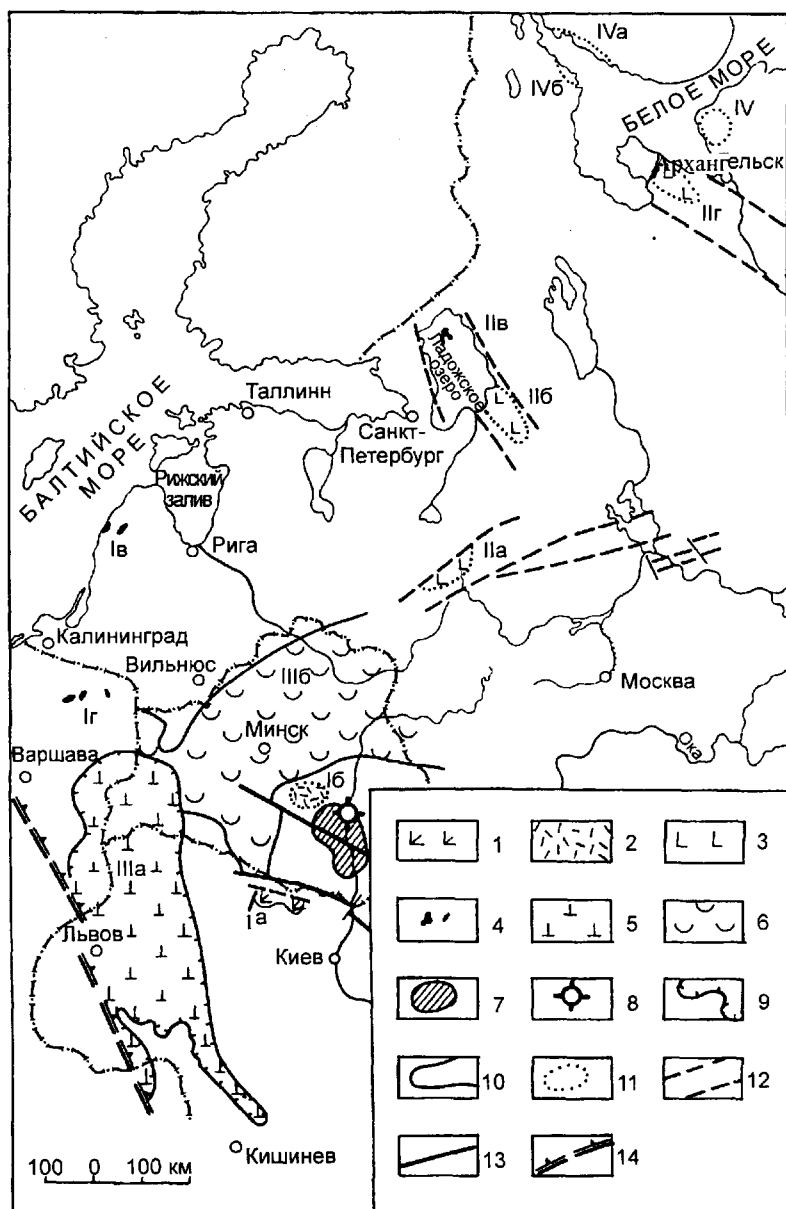 IVа
IVб
БЕЛОЕ МОРЕ
IV
Архангельск
IIг
IIв
Ладожское
озеро
IIб
Таллинн
Санкт-
Петербург
БАЛТИЙСКОЕ
МОРЕ
Рижский
залив
Iв
Рига
IIа
Калининград
Вильнюс
IIIб
Москва
Iг
Минск
Ока
Варшава
Iб
IIIа
Iа
Львов
Киев
Кишинев
100 0 100 км
1
2
3
4
5
6
7
8
9
10
11
12
13
14